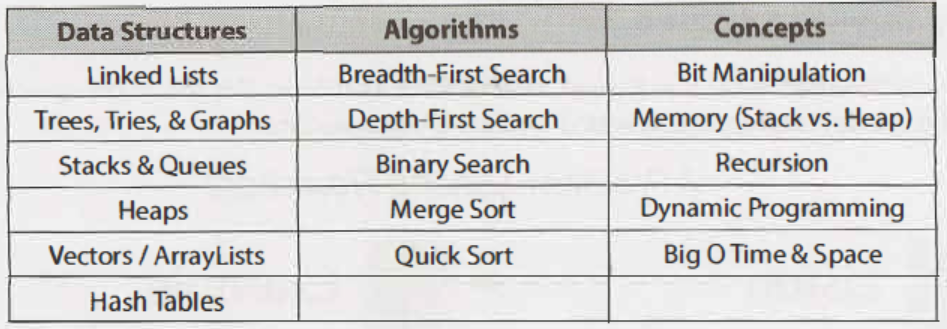 Data Structures Algorithms Concepts
Linked Lists Breadth-First Search Bit Manipulation
Trees, Tries, & Graphs Depth-First Search Memory (Stack vs. Heap)
Stacks & Queues Binary Search Recursion
Heaps Merge Sort Dynamic Programming
Vectors / ArrayLists Quick Sort Big O Time & Space
Hash Tables